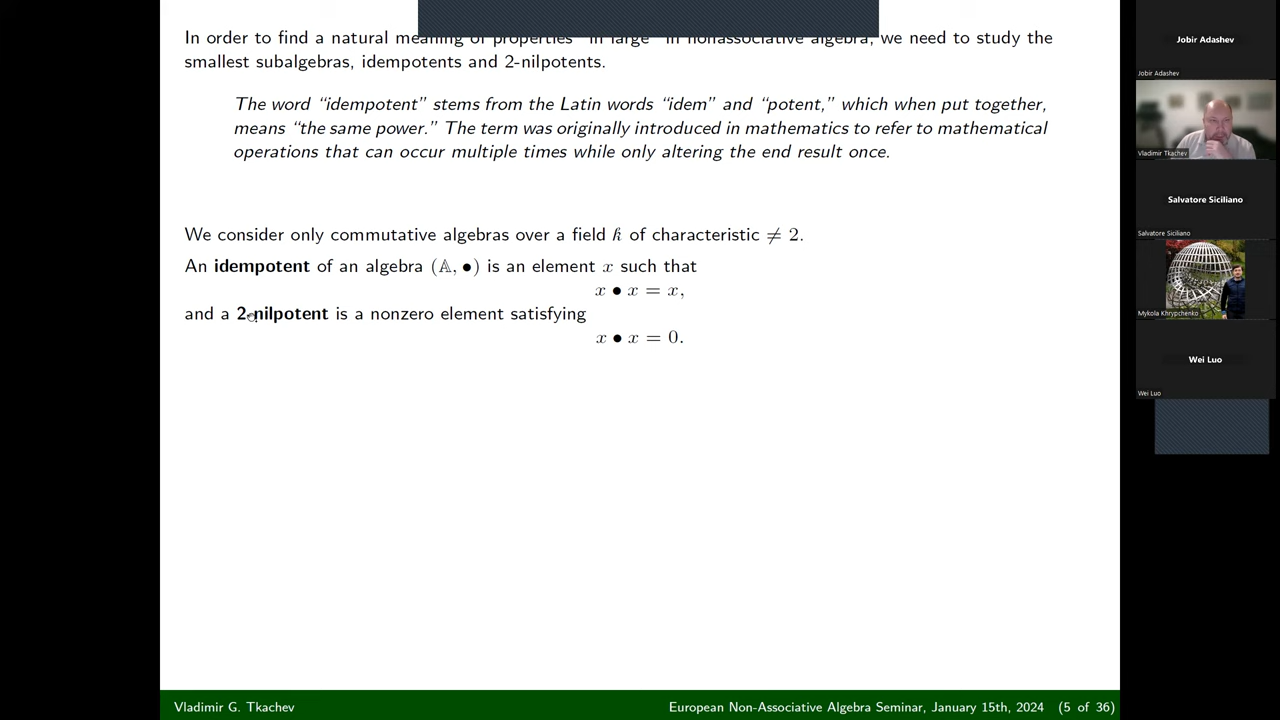 In order to find a natural meaning of properties "in large" in nonassociative algebra, we need to study the
smallest subalgebras, idempotents and 2-nilpotents.
The word “idempotent” stems from the Latin words “idem” and “potent,” which when put together,
means “the same power.” The term was originally introduced in mathematics to refer to mathematical
operations that can occur multiple times while only altering the end result once.
We consider only commutative algebras over a field 𝕜 of characteristic ≠ 2.
An idempotent of an algebra (𝔸, •) is an element x such that
x • x = x,
and a 2-nilpotent is a nonzero element satisfying
x • x = 0.
Vladimir G. Tkachev
European Non-Associative Algebra Seminar, January 15th, 2024 (5 of 36)
Jobir Adashev
Jobir Adashev
Vladimir Tkachev
Salvatore Siciliano
Salvatore Siciliano
Mykola Khrypchenko
Wei Luo
Wei Luo